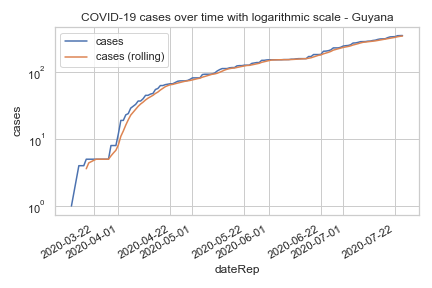 COVID-19 cases over time with logarithmic scale - Guyana
cases
cases (rolling)
10²
10¹
10⁰
cases
2020-03-22
2020-04-01
2020-04-22
2020-05-01
2020-05-22
2020-06-01
2020-06-22
2020-07-01
2020-07-22
dateRep